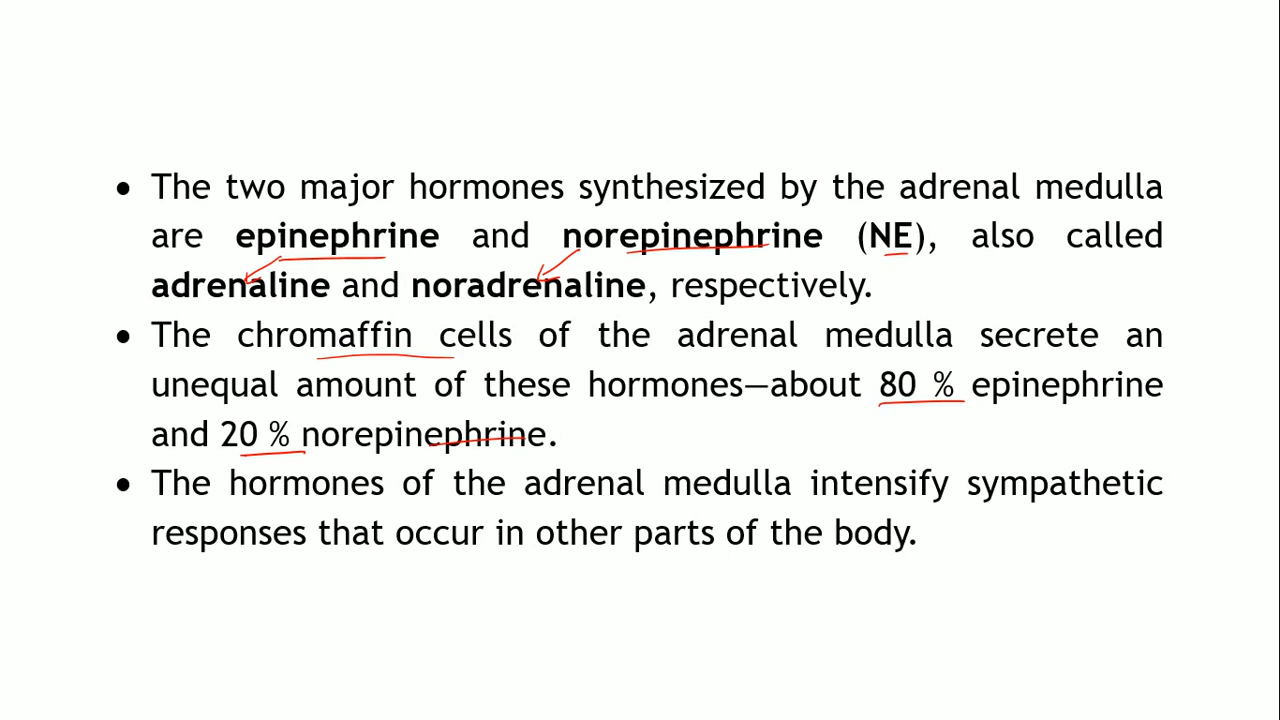 • The two major hormones synthesized by the adrenal medulla
are epinephrine and norepinephrine (NE), also called
adrenaline and noradrenaline, respectively.
• The chromaffin cells of the adrenal medulla secrete an
unequal amount of these hormones—about 80 % epinephrine
and 20 % norepinephrine.
• The hormones of the adrenal medulla intensify sympathetic
responses that occur in other parts of the body.